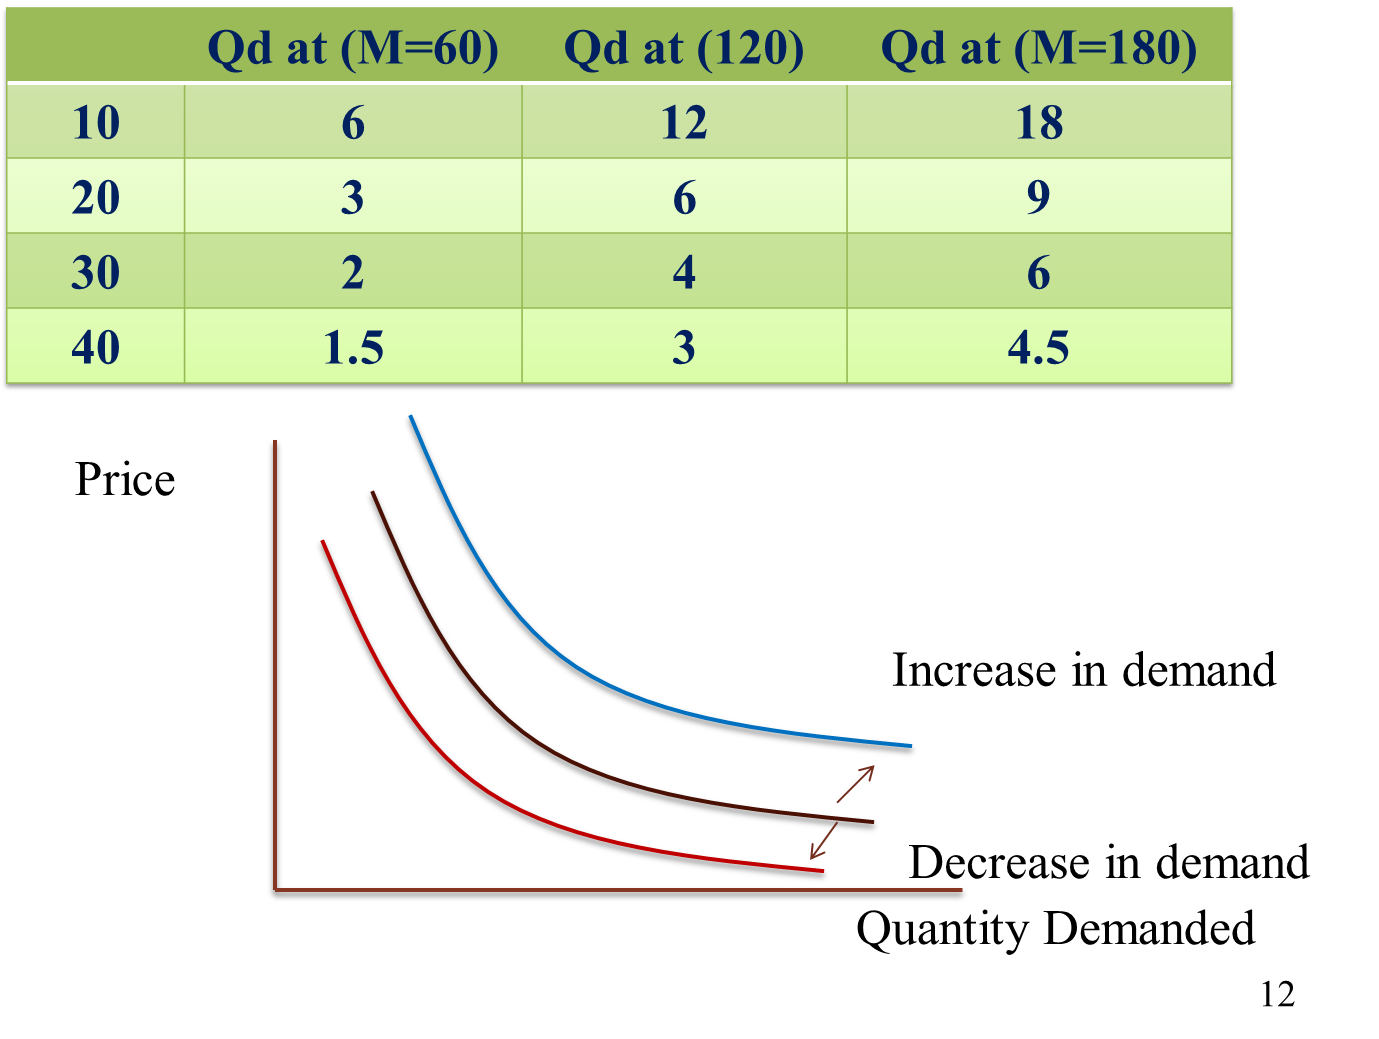 Qd at (M=60) Qd at (120) Qd at (M=180)
10 6 12 18
20 3 6 9
30 2 4 6
40 1.5 3 4.5
Price
Increase in demand
Decrease in demand
Quantity Demanded
12